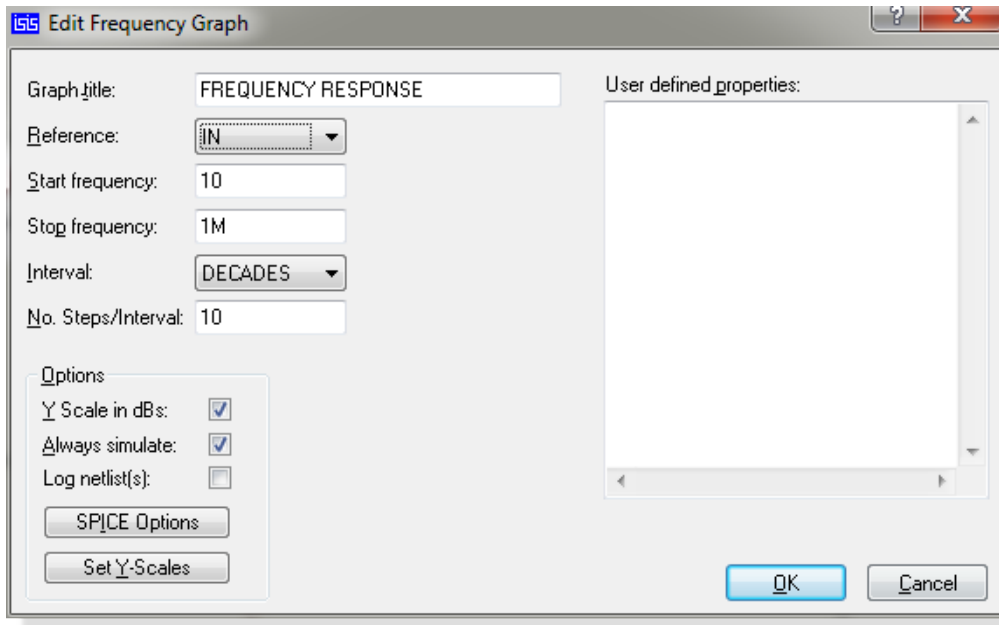 isis Edit Frequency Graph
?
X
Graph title:
FREQUENCY RESPONSE
Reference:
IN
Start frequency:
10
Stop frequency:
1M
Interval:
DECADES
No. Steps/Interval:
10
Options
Y Scale in dBs:
Always simulate:
Log netlist(s):
SPICE Options
Set Y-Scales
User defined properties:
OK
Cancel